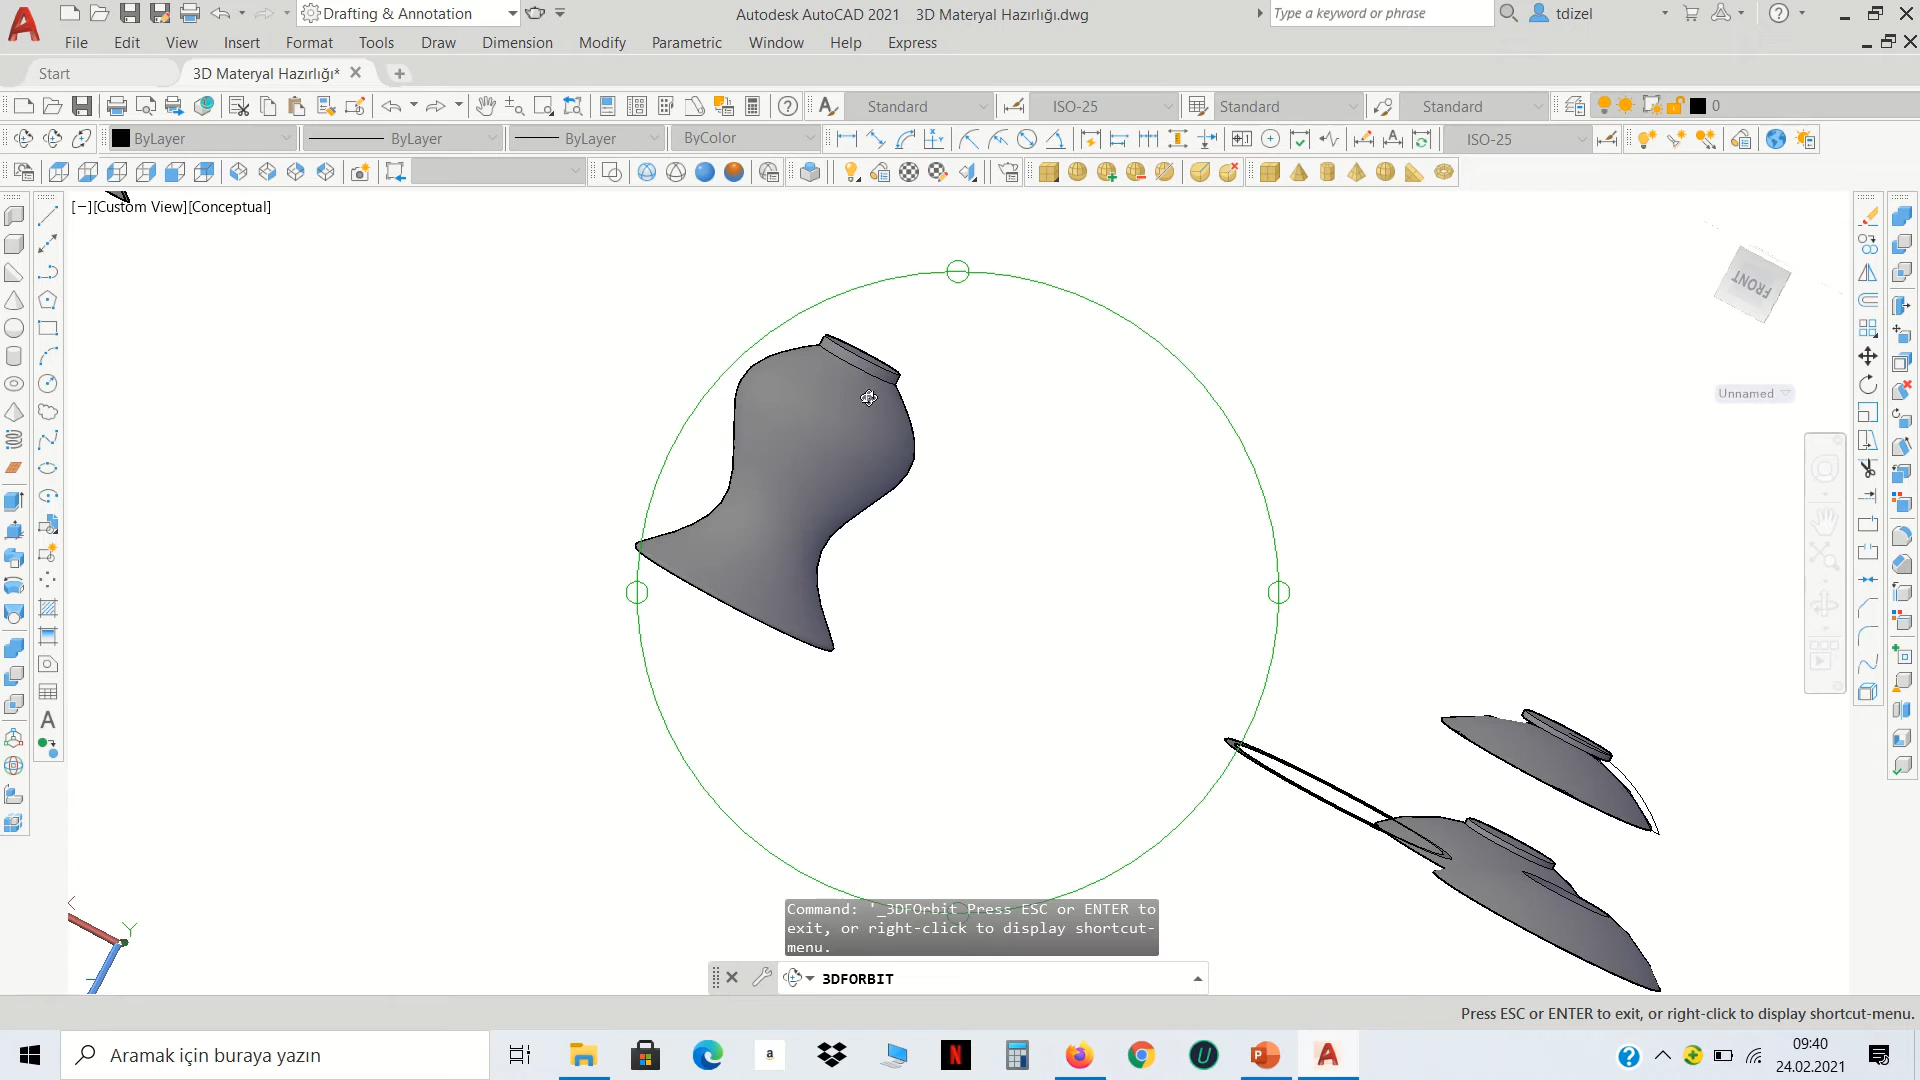 Drafting & Annotation
Autodesk AutoCAD 2021 3D Materyal Hazırlığı.dwg
Type a keyword or phrase
tdizel
File Edit View Insert Format Tools Draw Dimension Modify Parametric Window Help Express
Start
3D Materyal Hazırlığı*
Standard ISO-25 Standard Standard 0
ByLayer ByLayer ByLayer ByColor ISO-25
[−][Custom View][Conceptual]
FRONT
Unnamed
A
Y
Command: '_3DFOrbit Press ESC or ENTER to
exit, or right-click to display shortcut-
menu.
3DFORBIT
Press ESC or ENTER to exit, or right-click to display shortcut-menu.
Aramak için buraya yazın
09:40
24.02.2021